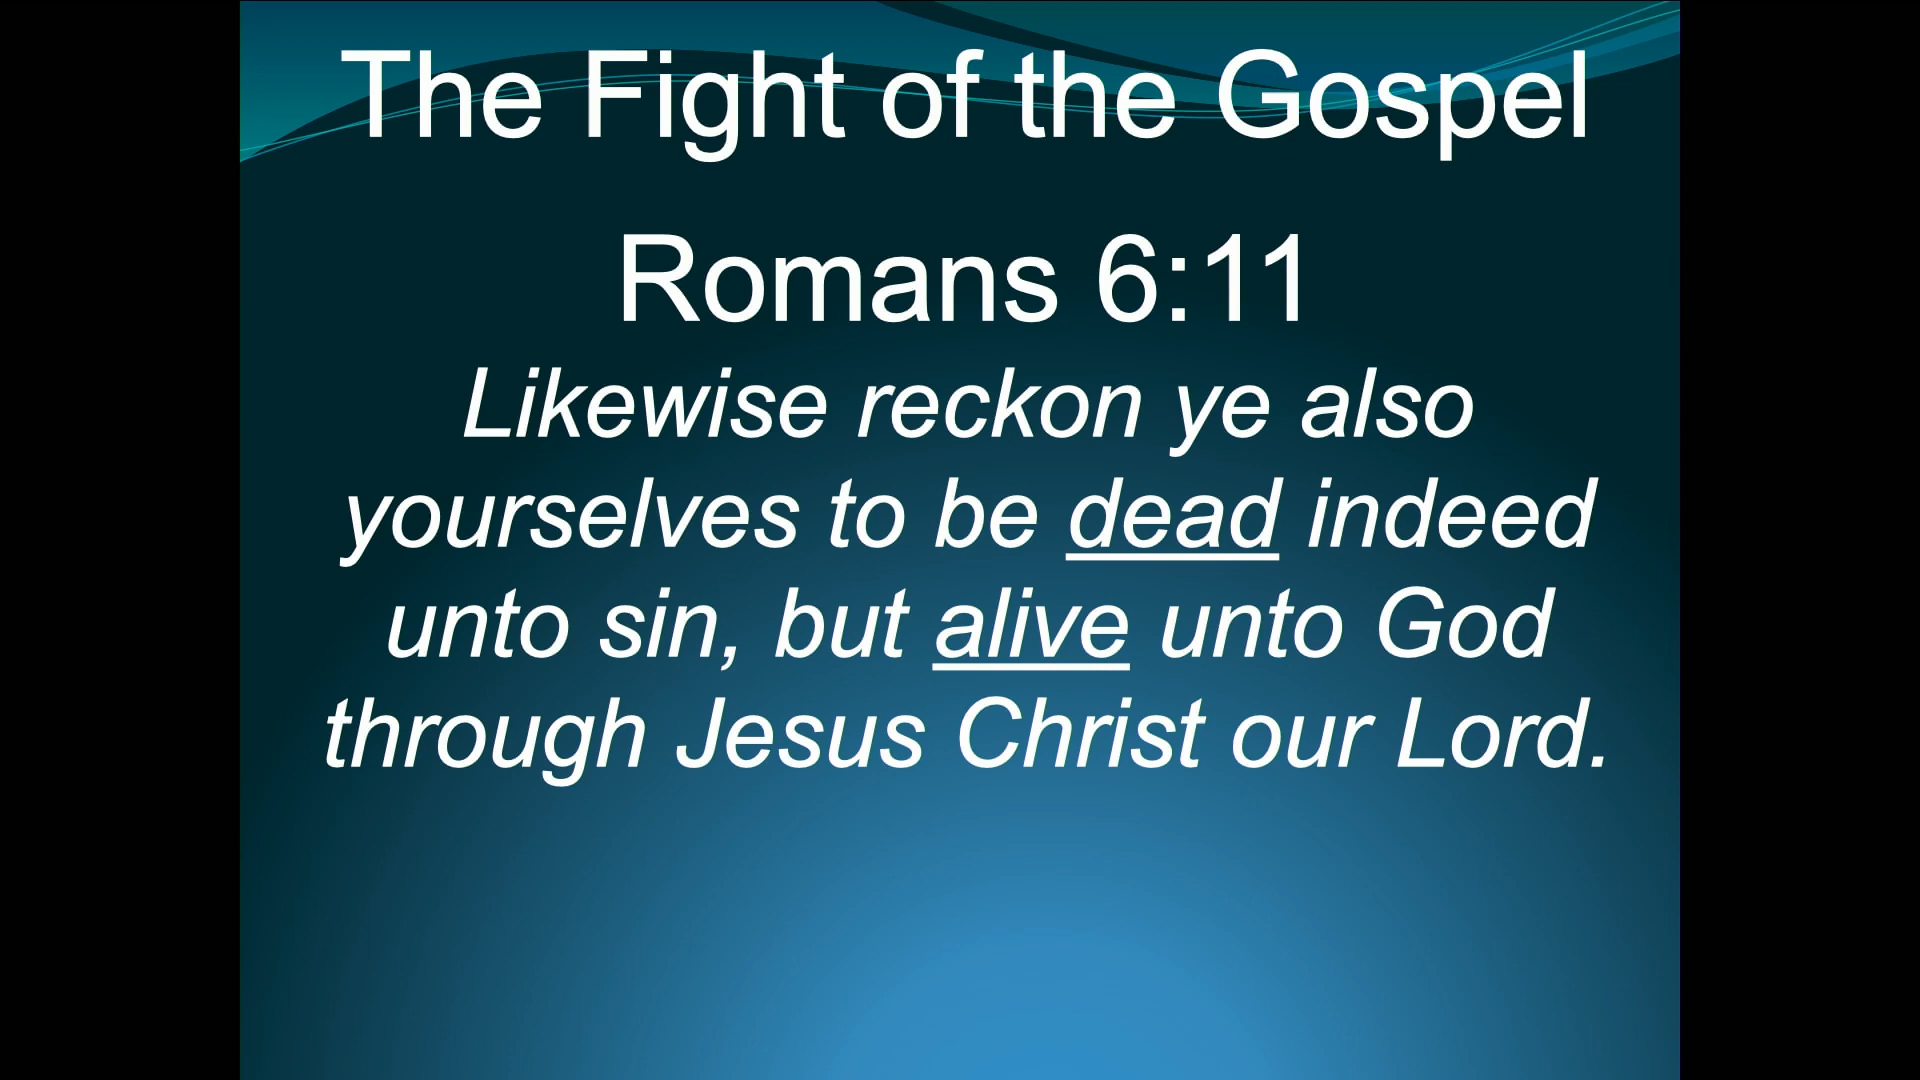 The Fight of the Gospel
Romans 6:11
Likewise reckon ye also
yourselves to be dead indeed
unto sin, but alive unto God
through Jesus Christ our Lord.